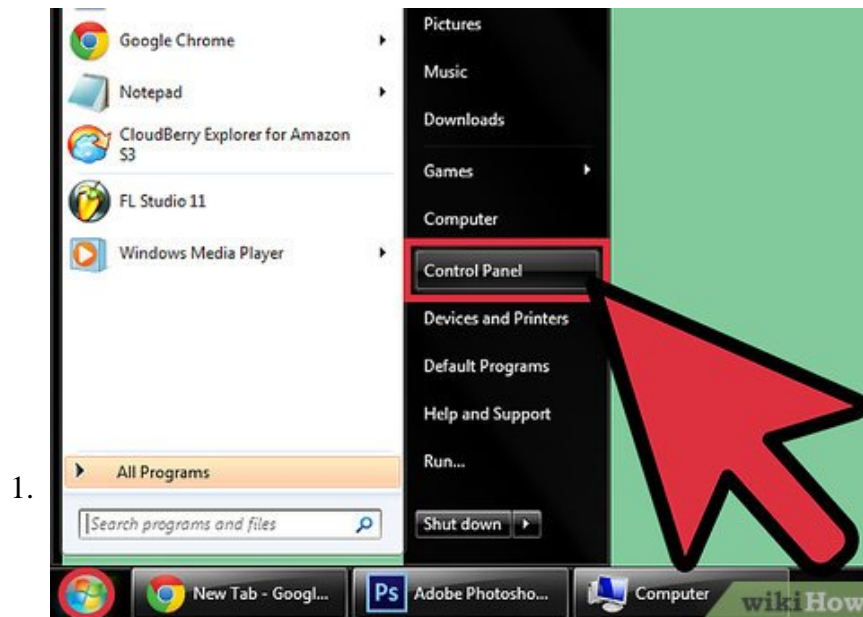 Google Chrome
Notepad
CloudBerry Explorer for Amazon
S3
FL Studio 11
Windows Media Player
All Programs
Search programs and files
Pictures
Music
Downloads
Games
Computer
Control Panel
Devices and Printers
Default Programs
Help and Support
Run...
Shut down
1.
New Tab - Googl...
Ps Adobe Photosho...
Computer
wikiHow